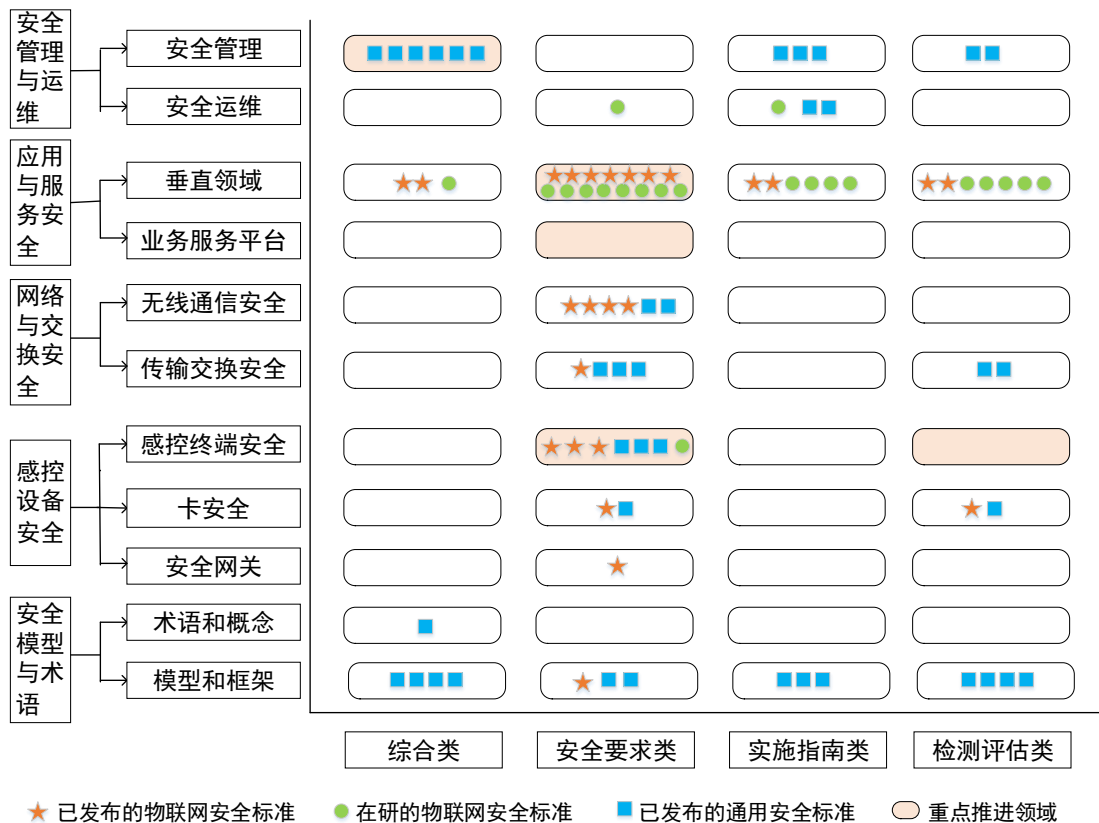 安全
管理
与运
维
安全管理
安全运维
应用
与服
务安
全
垂直领域
业务服务平台
网络
与交
换安
全
无线通信安全
传输交换安全
感控
设备
安全
感控终端安全
卡安全
安全网关
安全
模型
与术
语
术语和概念
模型和框架
综合类
安全要求类
实施指南类
检测评估类
已发布的物联网安全标准
在研的物联网安全标准
已发布的通用安全标准
重点推进领域